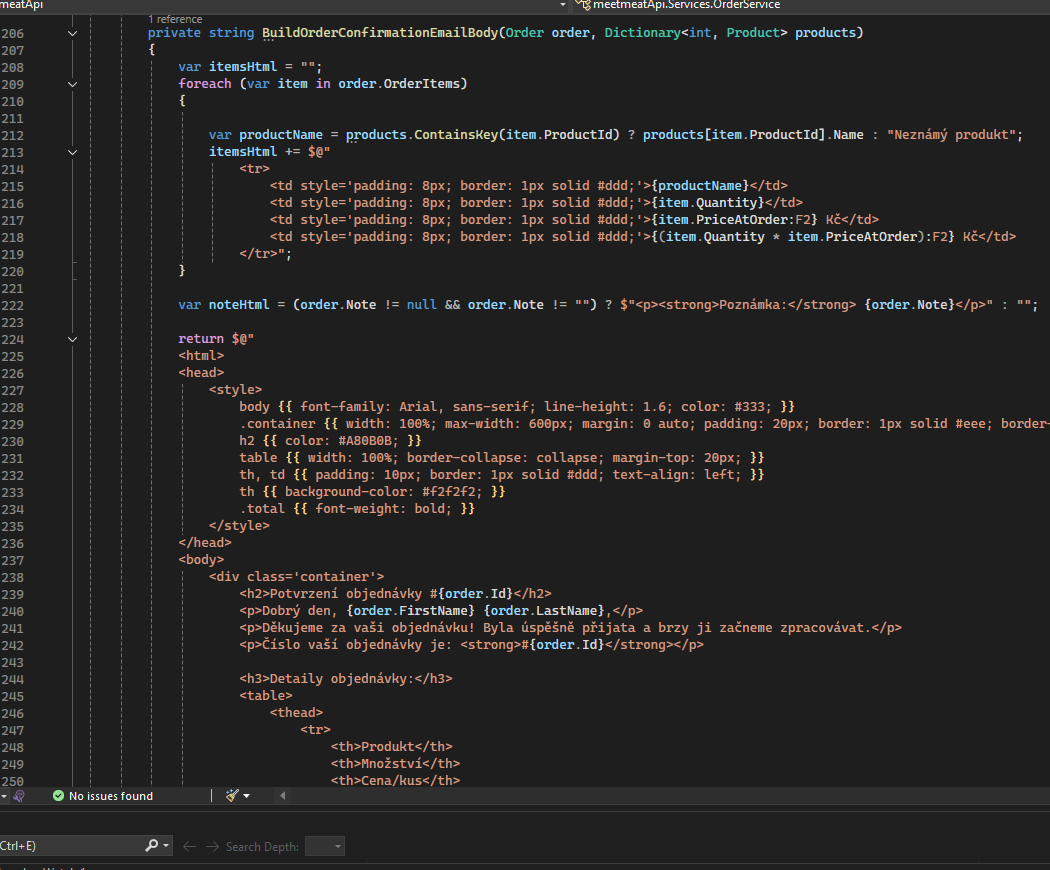 meatApi meetmeatApi.Services.OrderService
1 reference
206 private string BuildOrderConfirmationEmailBody(Order order, Dictionary<int, Product> products)
207 {
208 var itemsHtml = "";
209 foreach (var item in order.OrderItems)
210 {
211
212 var productName = products.ContainsKey(item.ProductId) ? products[item.ProductId].Name : "Neznámý produkt";
213 itemsHtml += $@"
214 <tr>
215 <td style='padding: 8px; border: 1px solid #ddd;'>{productName}</td>
216 <td style='padding: 8px; border: 1px solid #ddd;'>{item.Quantity}</td>
217 <td style='padding: 8px; border: 1px solid #ddd;'>{item.PriceAtOrder:F2} Kč</td>
218 <td style='padding: 8px; border: 1px solid #ddd;'>{(item.Quantity * item.PriceAtOrder):F2} Kč</td>
219 </tr>";
220 }
221
222 var noteHtml = (order.Note != null && order.Note != "") ? $"<p><strong>Poznámka:</strong> {order.Note}</p>" : "";
223
224 return $@"
225 <html>
226 <head>
227 <style>
228 body {{ font-family: Arial, sans-serif; line-height: 1.6; color: #333; }}
229 .container {{ width: 100%; max-width: 600px; margin: 0 auto; padding: 20px; border: 1px solid #eee; border-
230 h2 {{ color: #A80B0B; }}
231 table {{ width: 100%; border-collapse: collapse; margin-top: 20px; }}
232 th, td {{ padding: 10px; border: 1px solid #ddd; text-align: left; }}
233 th {{ background-color: #f2f2f2; }}
234 .total {{ font-weight: bold; }}
235 </style>
236 </head>
237 <body>
238 <div class='container'>
239 <h2>Potvrzení objednávky #{order.Id}</h2>
240 <p>Dobrý den, {order.FirstName} {order.LastName},</p>
241 <p>Děkujeme za vaši objednávku! Byla úspěšně přijata a brzy ji začneme zpracovávat.</p>
242 <p>Číslo vaší objednávky je: <strong>#{order.Id}</strong></p>
243
244 <h3>Detaily objednávky:</h3>
245 <table>
246 <thead>
247 <tr>
248 <th>Produkt</th>
249 <th>Množství</th>
250 <th>Cena/kus</th>
No issues found
Ctrl+E) Search Depth: